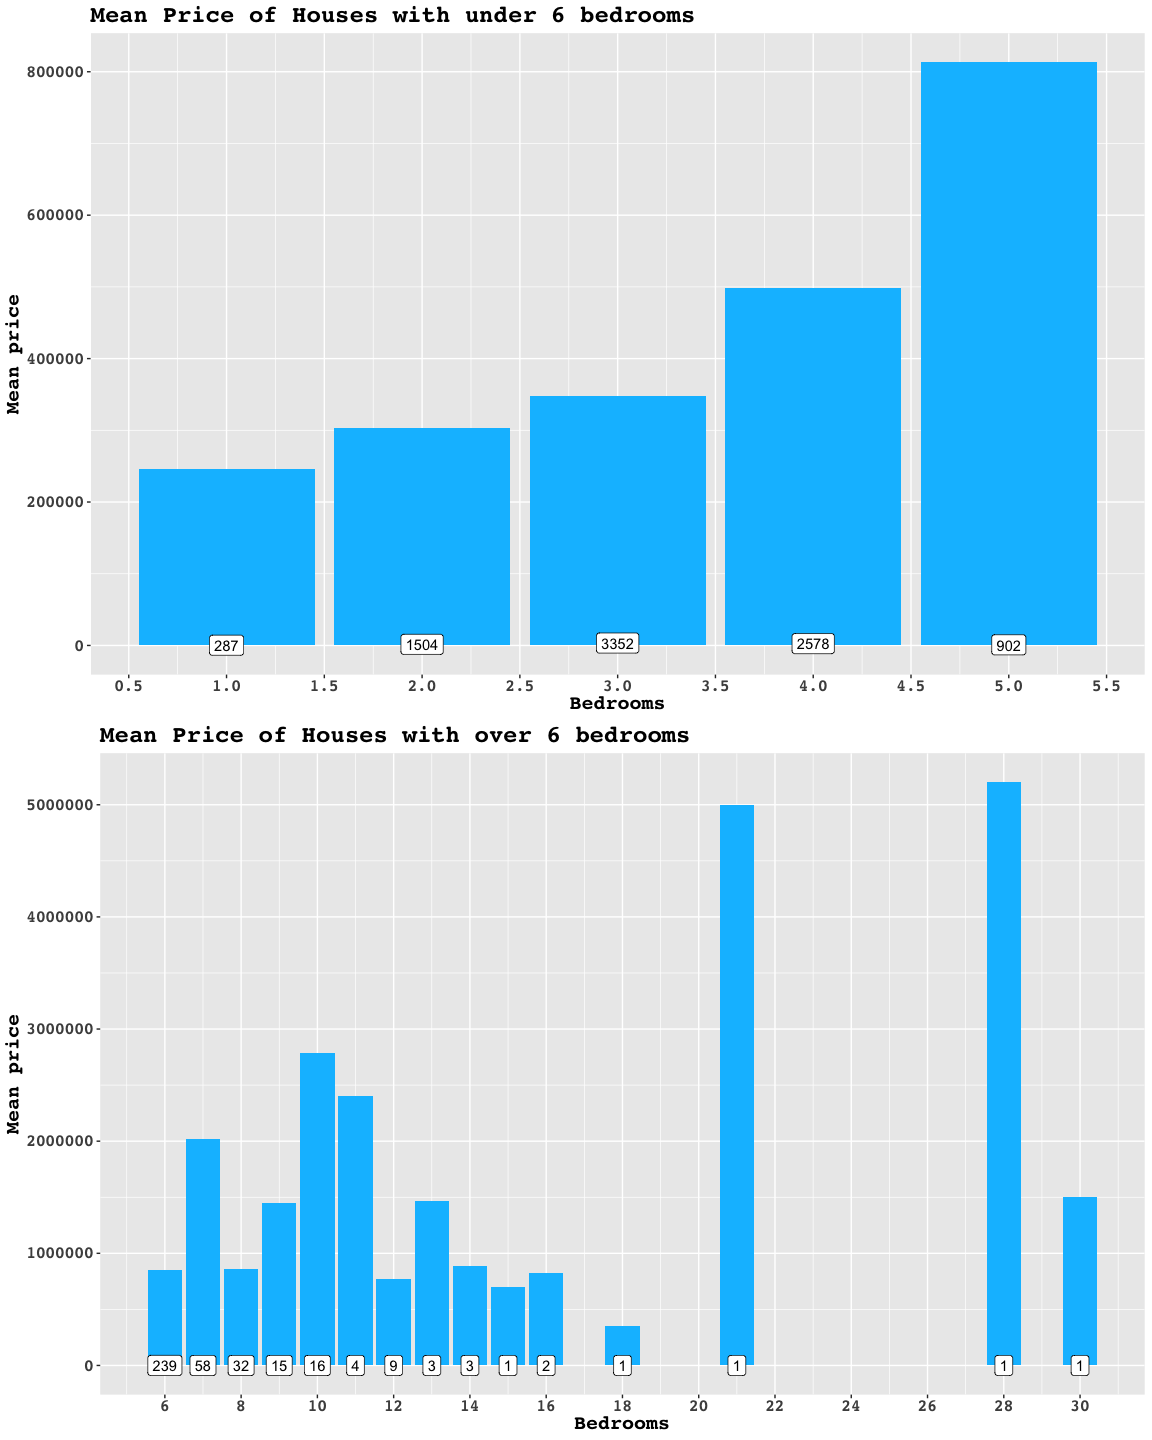 Mean Price of Houses with under 6 bedrooms
Mean price
800000
600000
400000
200000
0
287
1504
3352
2578
902
0.5 1.0 1.5 2.0 2.5 3.0 3.5 4.0 4.5 5.0 5.5
Bedrooms
Mean Price of Houses with over 6 bedrooms
Mean price
5000000
4000000
3000000
2000000
1000000
0
239 58 32 15 16 4 9 3 3 1 2 1 1 1 1
6 8 10 12 14 16 18 20 22 24 26 28 30
Bedrooms